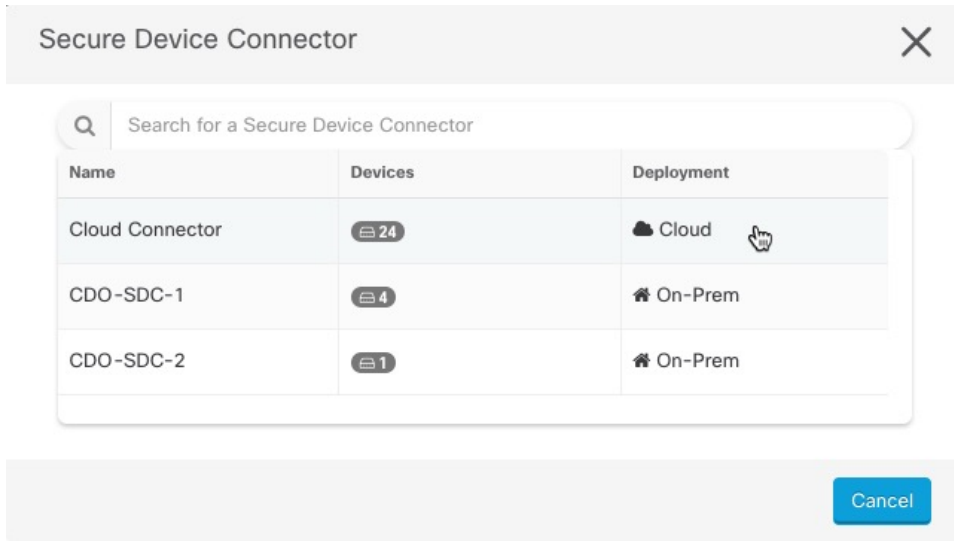 Secure Device Connector
Search for a Secure Device Connector
Name Devices Deployment
Cloud Connector 24 Cloud
CDO-SDC-1 4 On-Prem
CDO-SDC-2 1 On-Prem
Cancel